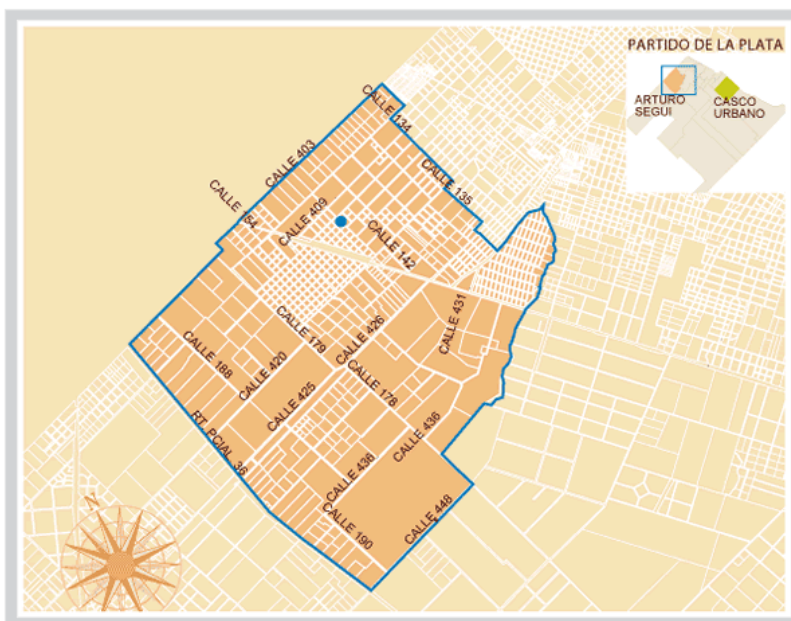 PARTIDO DE LA PLATA
ARTURO
SEGUI
CASCO
URBANO
CALLE 134
CALLE 403
CALLE 135
CALLE 154
CALLE 409
CALLE 142
CALLE 431
CALLE 179
CALLE 426
CALLE 188
CALLE 420
CALLE 178
CALLE 425
CALLE 436
RT. PCIAL. 36
CALLE 436
CALLE 190
CALLE 448
N